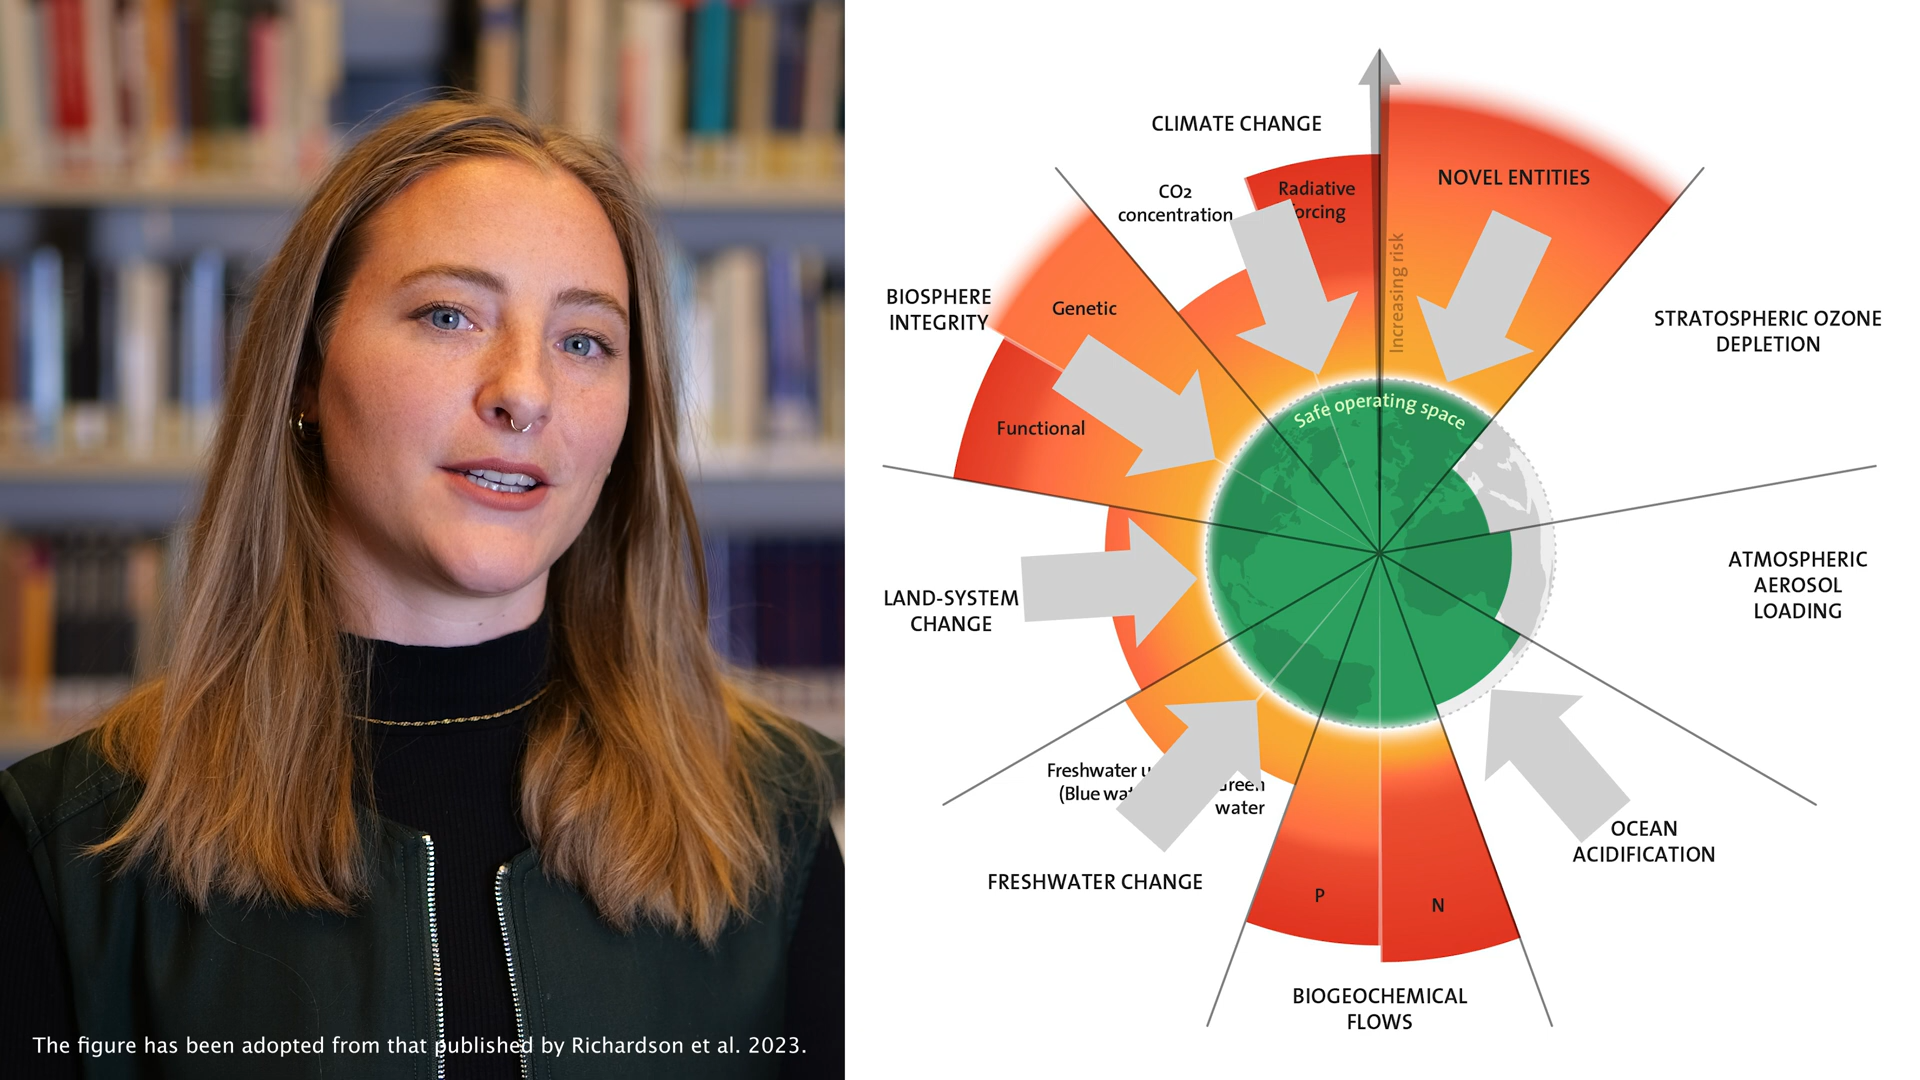 CLIMATE CHANGE
CO2
concentration
Radiative
NOVEL ENTITIES
Increasing risk
BIOSPHERE
INTEGRITY
Genetic
Functional
STRATOSPHERIC OZONE
DEPLETION
Safe operating space
ATMOSPHERIC
AEROSOL
LOADING
LAND-SYSTEM
CHANGE
Freshwater
(Blue
water
OCEAN
ACIDIFICATION
FRESHWATER CHANGE
P
N
BIOGEOCHEMICAL
FLOWS
The figure has been adopted from that published by Richardson et al. 2023.